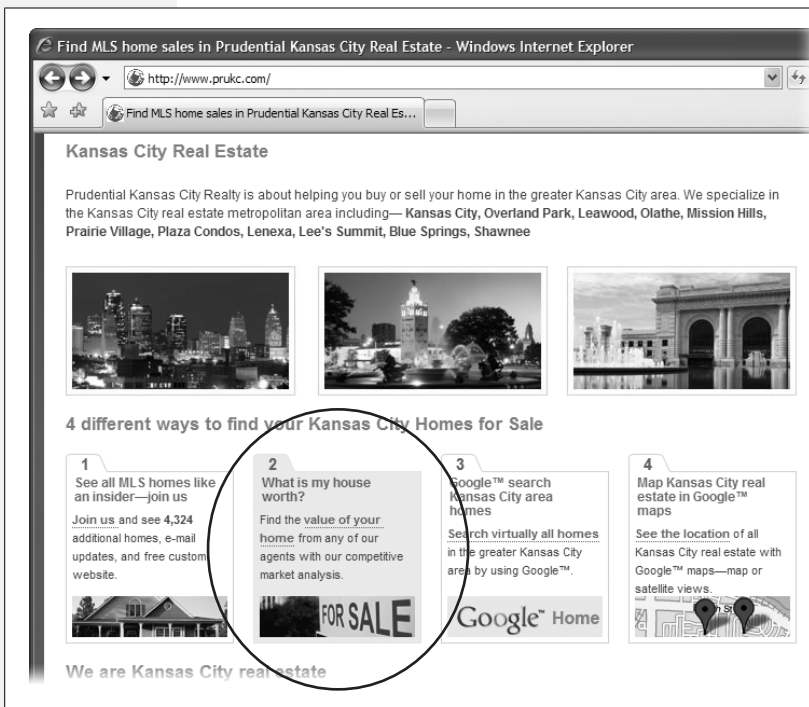 Find MLS home sales in Prudential Kansas City Real Estate - Windows Internet Explorer
http://www.prukc.com/
Find MLS home sales in Prudential Kansas City Real Es...
Kansas City Real Estate
Prudential Kansas City Realty is about helping you buy or sell your home in the greater Kansas City area. We specialize in
the Kansas City real estate metropolitan area including— Kansas City, Overland Park, Leawood, Olathe, Mission Hills,
Prairie Village, Plaza Condos, Lenexa, Lee's Summit, Blue Springs, Shawnee
4 different ways to find your Kansas City Homes for Sale
1
See all MLS homes like
an insider—join us
Join us and see 4,324
additional homes, e-mail
updates, and free custom
website.
2
What is my house
worth?
Find the value of your
home from any of our
agents with our competitive
market analysis.
FOR SALE
3
Google™ search
Kansas City area
homes
Search virtually all homes
in the greater Kansas City
area by using Google™.
Google™ Home
4
Map Kansas City real
estate in Google™
maps
See the location of all
Kansas City real estate with
Google™ maps—map or
satellite views.
We are Kansas City real estate